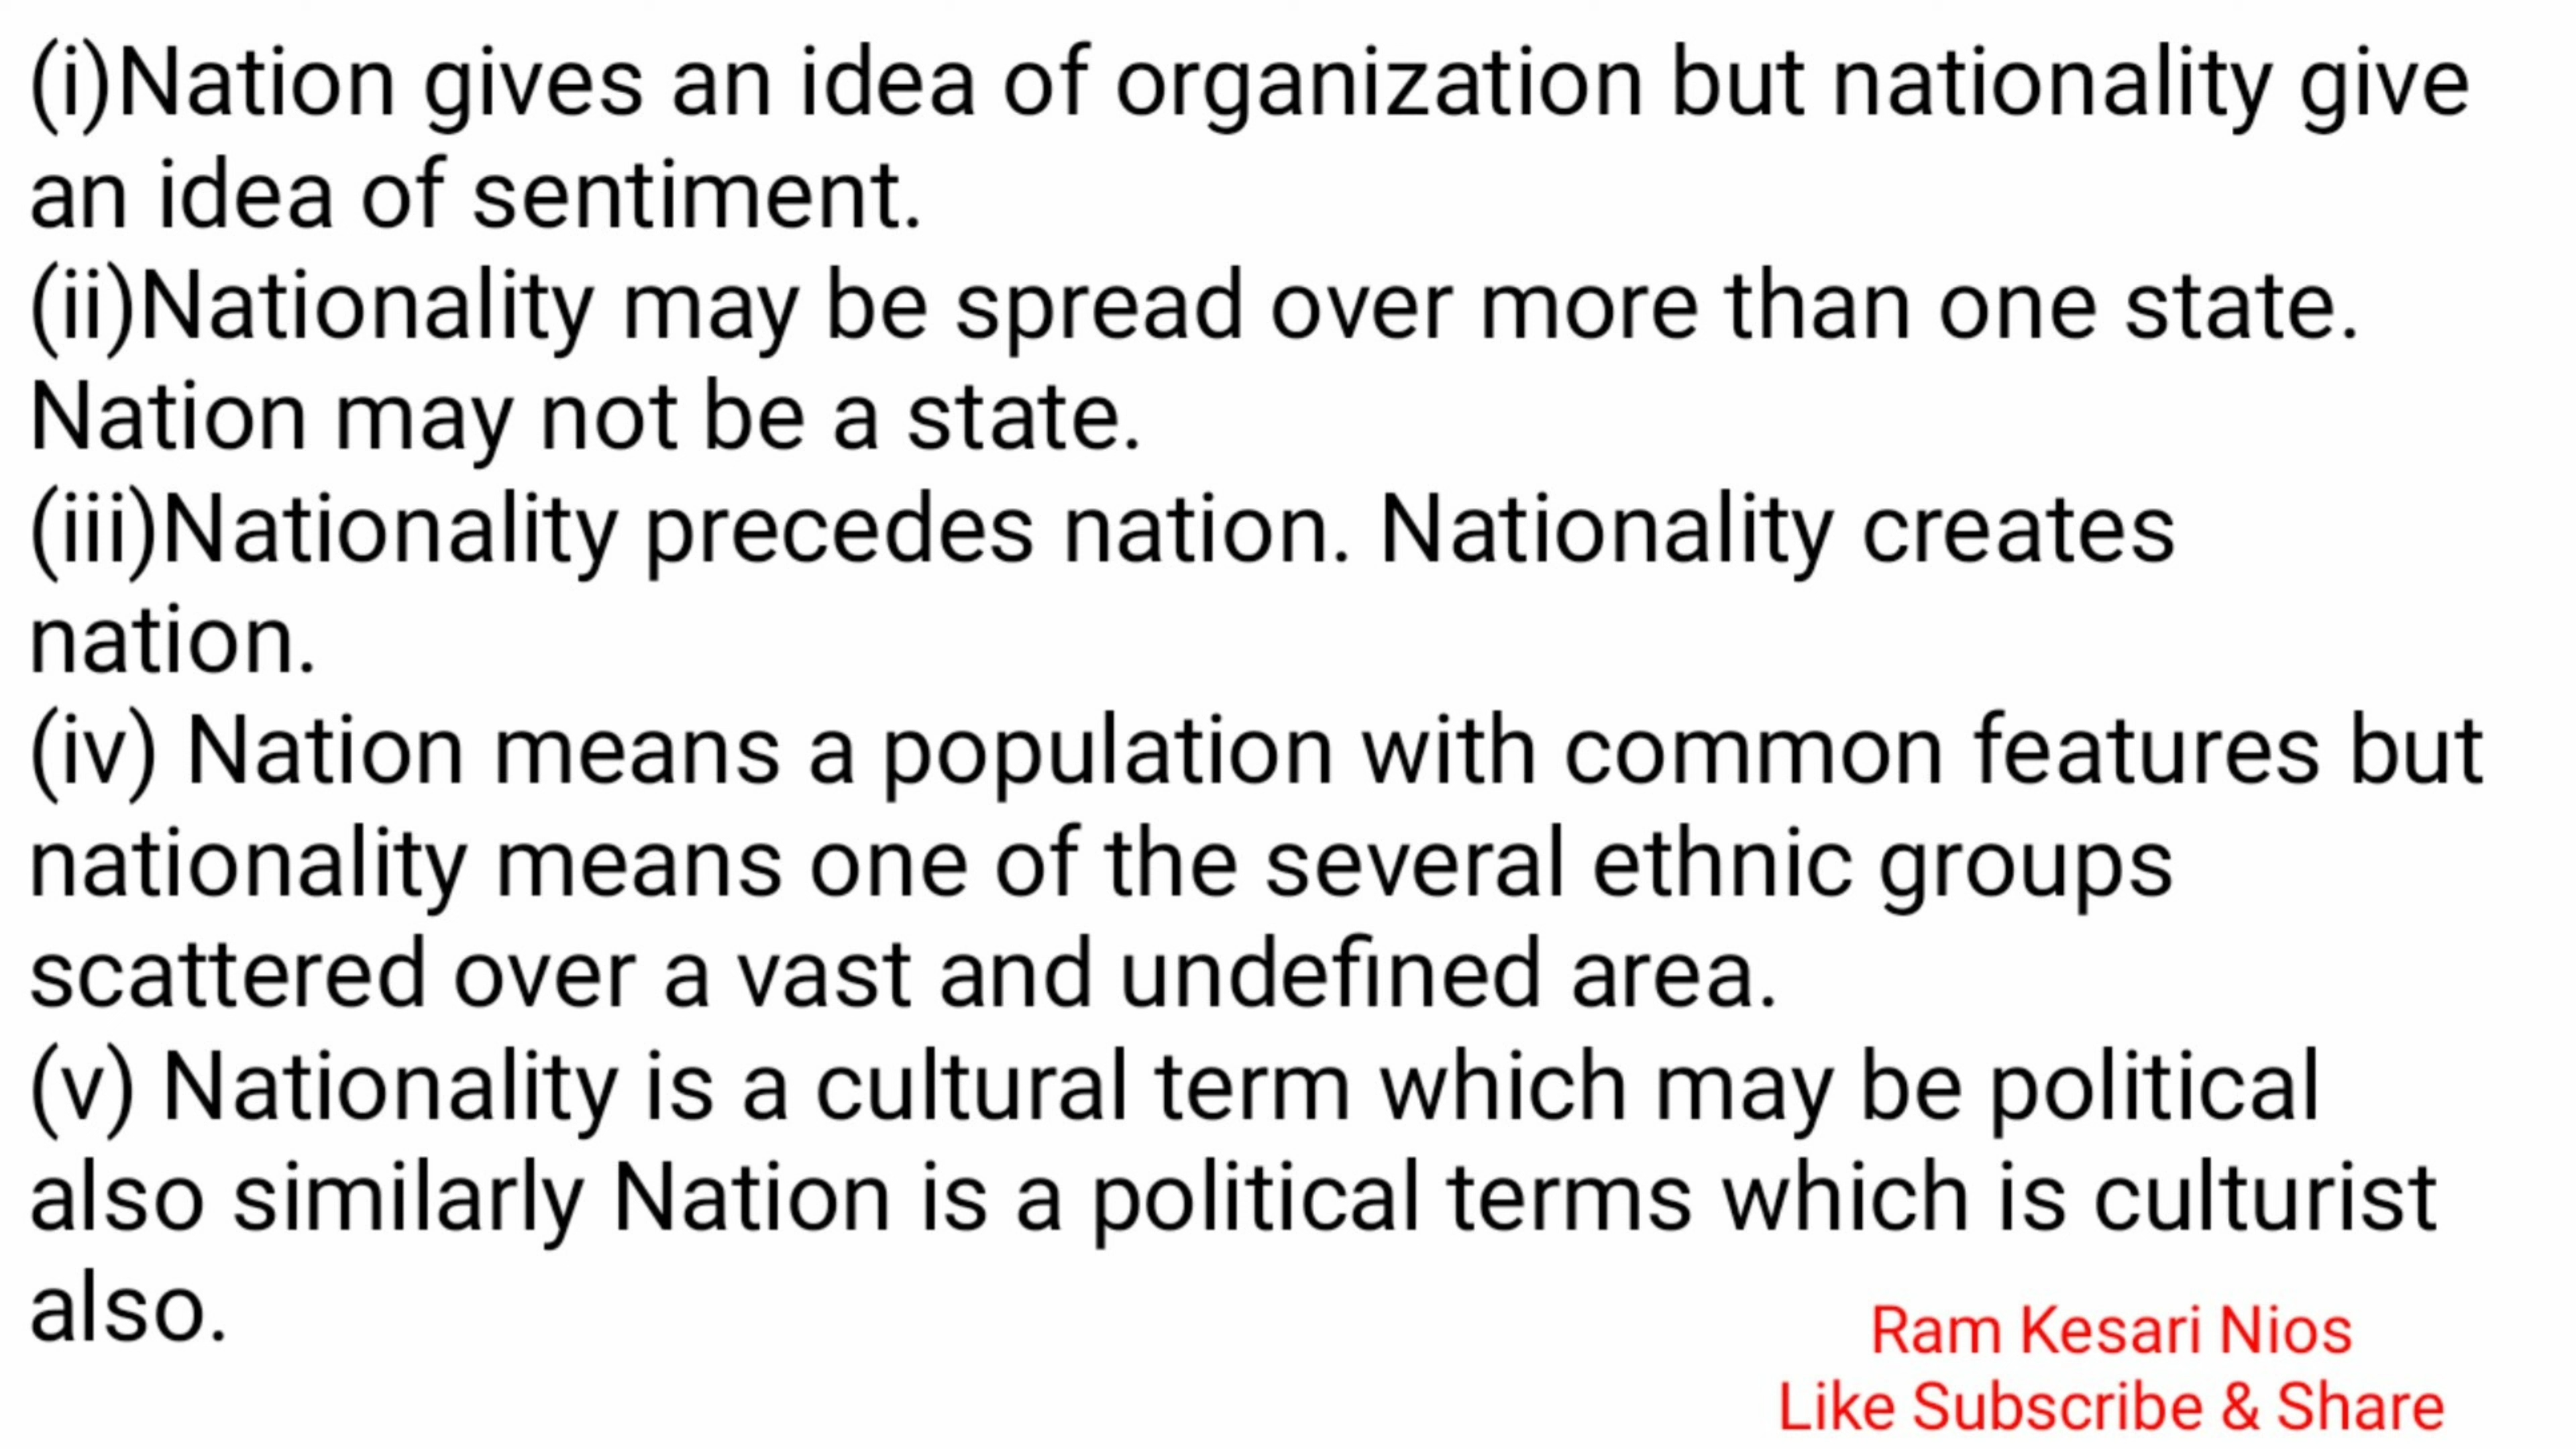 (i)Nation gives an idea of organization but nationality give
an idea of sentiment.
(ii)Nationality may be spread over more than one state.
Nation may not be a state.
(iii)Nationality precedes nation. Nationality creates
nation.
(iv) Nation means a population with common features but
nationality means one of the several ethnic groups
scattered over a vast and undefined area.
(v) Nationality is a cultural term which may be political
also similarly Nation is a political terms which is culturist
also.
Ram Kesari Nios
Like Subscribe & Share